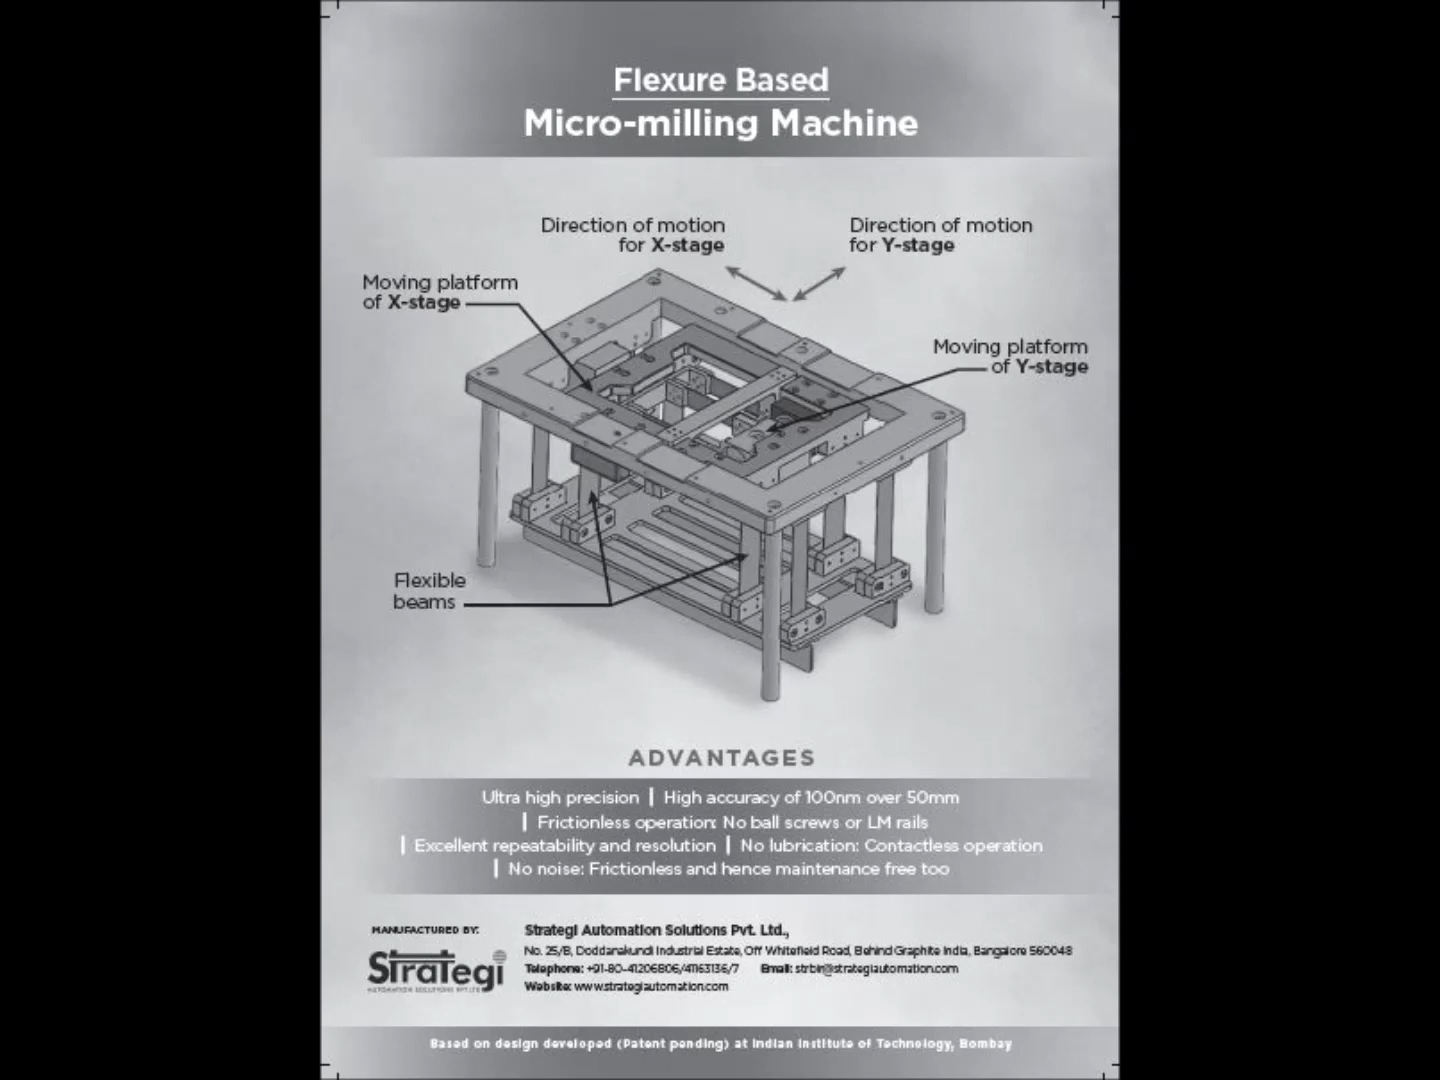 Flexure Based
Micro-milling Machine
Direction of motion
for X-stage
Direction of motion
for Y-stage
Moving platform
of X-stage
Moving platform
of Y-stage
Flexible
beams
ADVANTAGES
Ultra high precision | High accuracy of 100nm over 50mm
| Frictionless operation: No ball screws or LM rails
| Excellent repeatability and resolution | No lubrication: Contactless operation
| No noise: Frictionless and hence maintenance free too
MANUFACTURED BY:
Strategi
AUTOMATION SOLUTIONS PVT LTD
Strategi Automation Solutions Pvt. Ltd.,
No. 25/B, Doddanakundi Industrial Estate, Off Whitefield Road, Behind Graphite India, Bangalore 560048
Telephone: +91-80-41206806/41163136/7 Email: strblr@strategiautomation.com
Website: www.strategiautomation.com
Based on design developed (Patent pending) at Indian Institute of Technology, Bombay